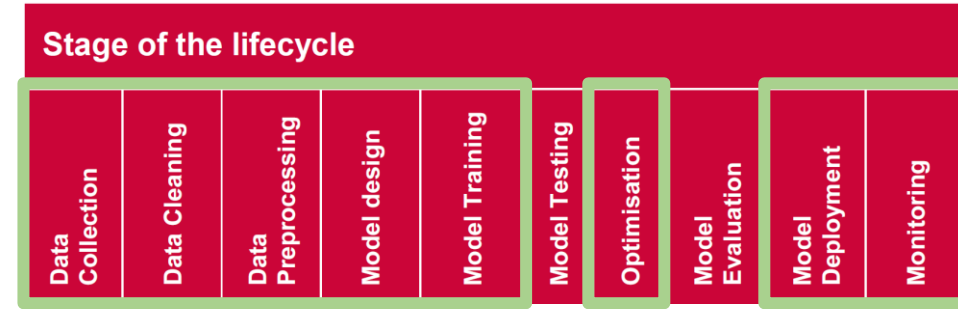 Stage of the lifecycle
Data
Collection
Data Cleaning
Data
Preprocessing
Model design
Model Training
Model Testing
Optimisation
Model
Evaluation
Model
Deployment
Monitoring